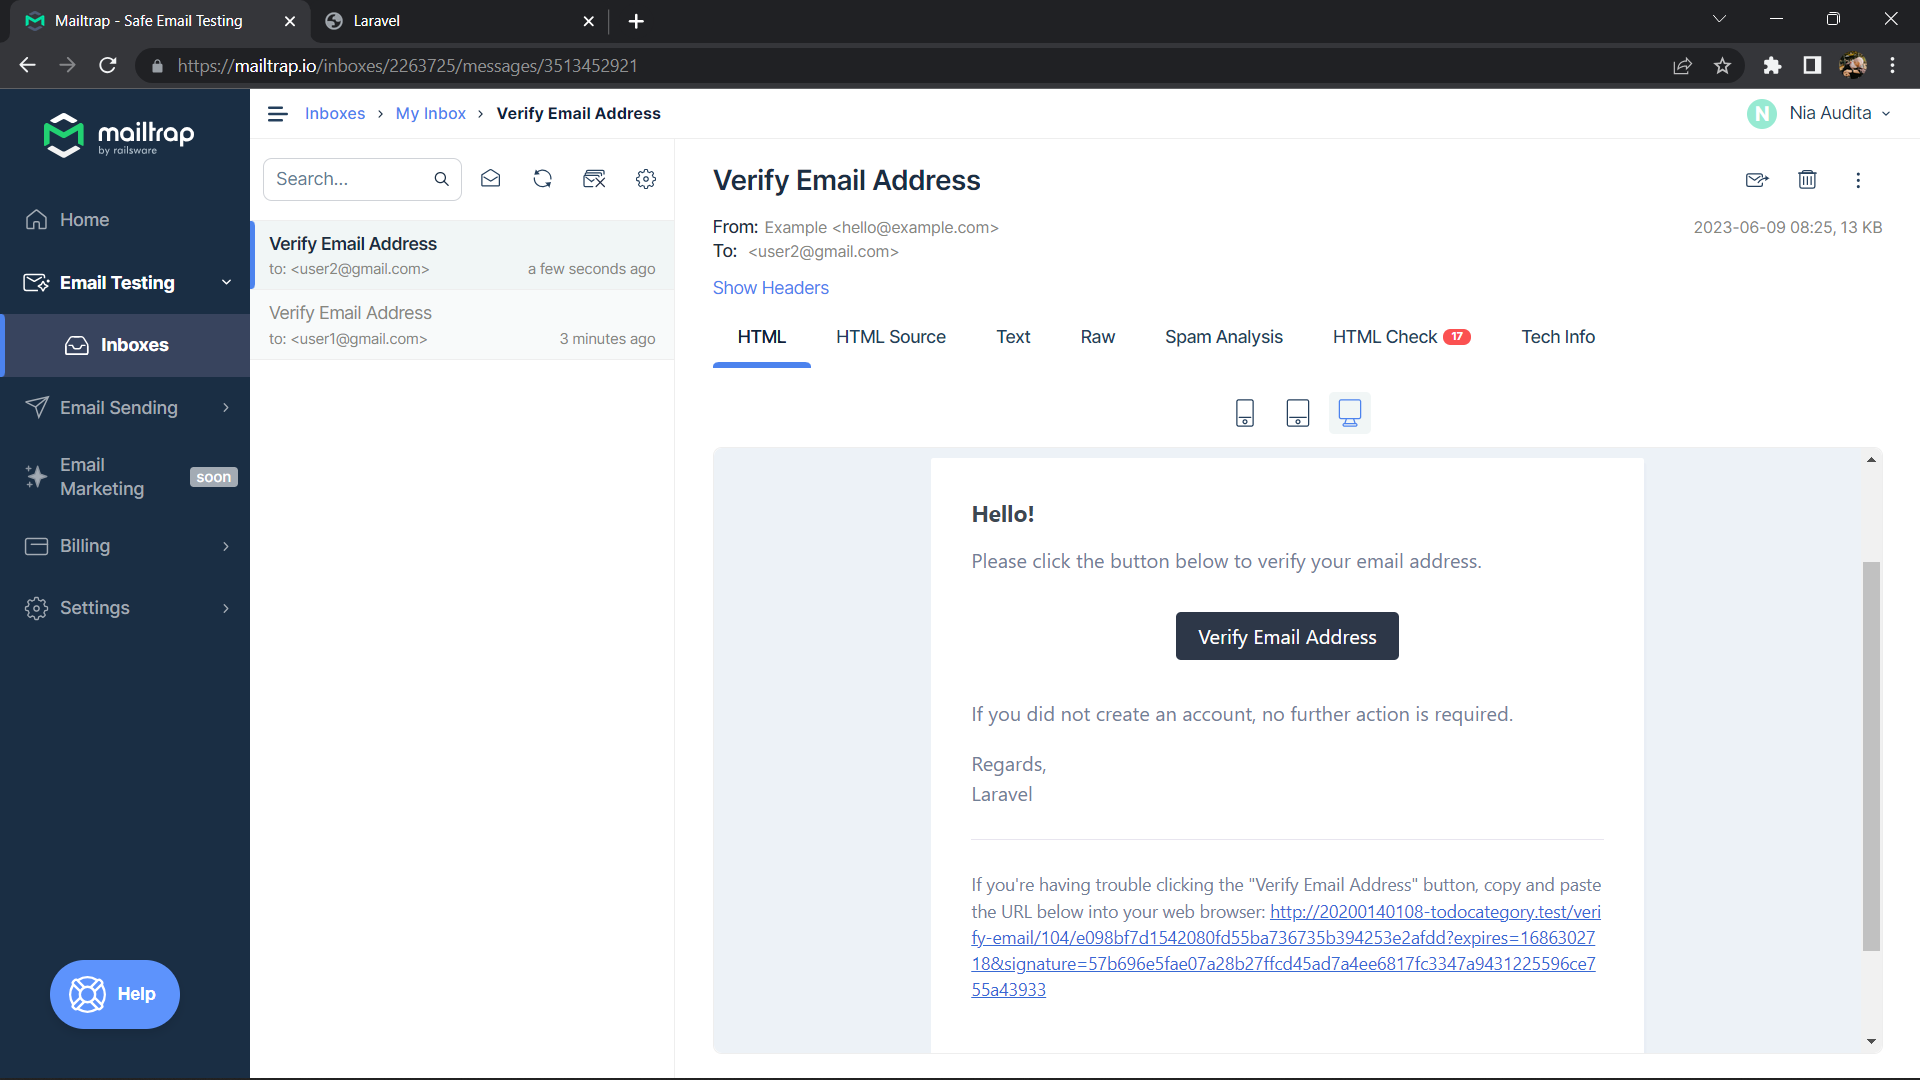 Mailtrap - Safe Email Testing
Laravel
https://mailtrap.io/inboxes/2263725/messages/3513452921
mailtrap
by railsware
Home
Email Testing
Inboxes
Email Sending
Email
Marketing
soon
Billing
Settings
Help
Inboxes › My Inbox › Verify Email Address
N
Nia Audita
Search...
Verify Email Address
to: <user2@gmail.com> a few seconds ago
Verify Email Address
to: <user1@gmail.com> 3 minutes ago
Verify Email Address
From: Example <hello@example.com>
2023-06-09 08:25, 13 KB
To: <user2@gmail.com>
Show Headers
HTML HTML Source Text Raw Spam Analysis HTML Check 17 Tech Info
Hello!
Please click the button below to verify your email address.
Verify Email Address
If you did not create an account, no further action is required.
Regards,
Laravel
If you're having trouble clicking the "Verify Email Address" button, copy and paste
the URL below into your web browser: http://20200140108-todocategory.test/veri
fy-email/104/e098bf7d1542080fd55ba736735b394253e2afdd?expires=16863027
18&signature=57b696e5fae07a28b27ffcd45ad7a4ee6817fc3347a9431225596ce7
55a43933